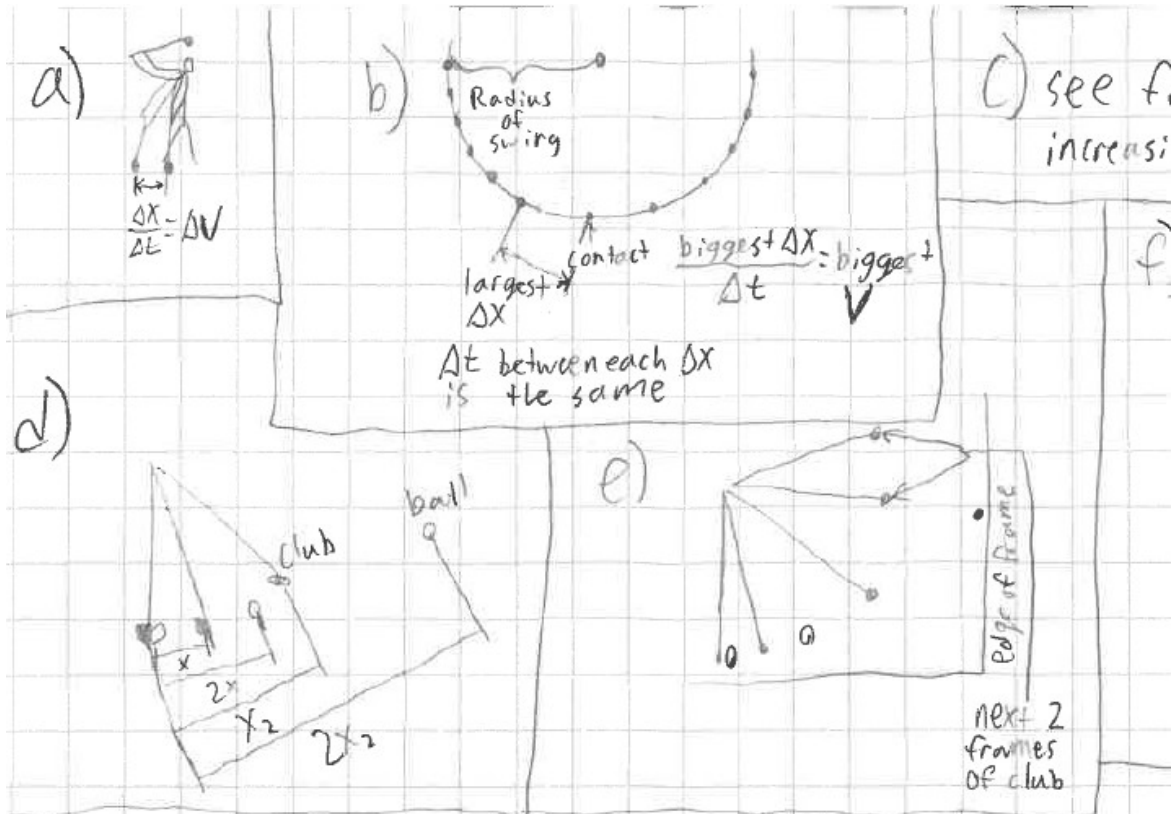 a)
ΔX
Δt
=ΔV
b)
Radius
of
swing
contact
largest
ΔX
biggest ΔX
Δt
= biggest
V
Δt between each ΔX
is the same
c) see f
increasi
f)
d)
club
ball
x
2x
X2
2X2
e)
edge of frame
next 2
frames
of club